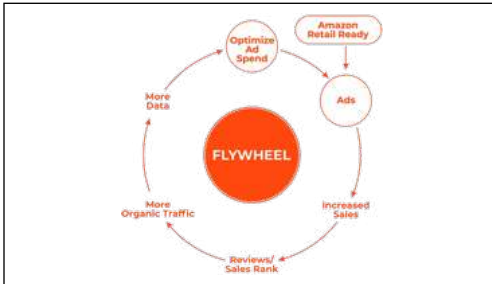 Amazon
Retail Ready
Optimize
Ad
Spend
Ads
More
Data
FLYWHEEL
More
Organic Traffic
Increased
Sales
Reviews/
Sales Rank